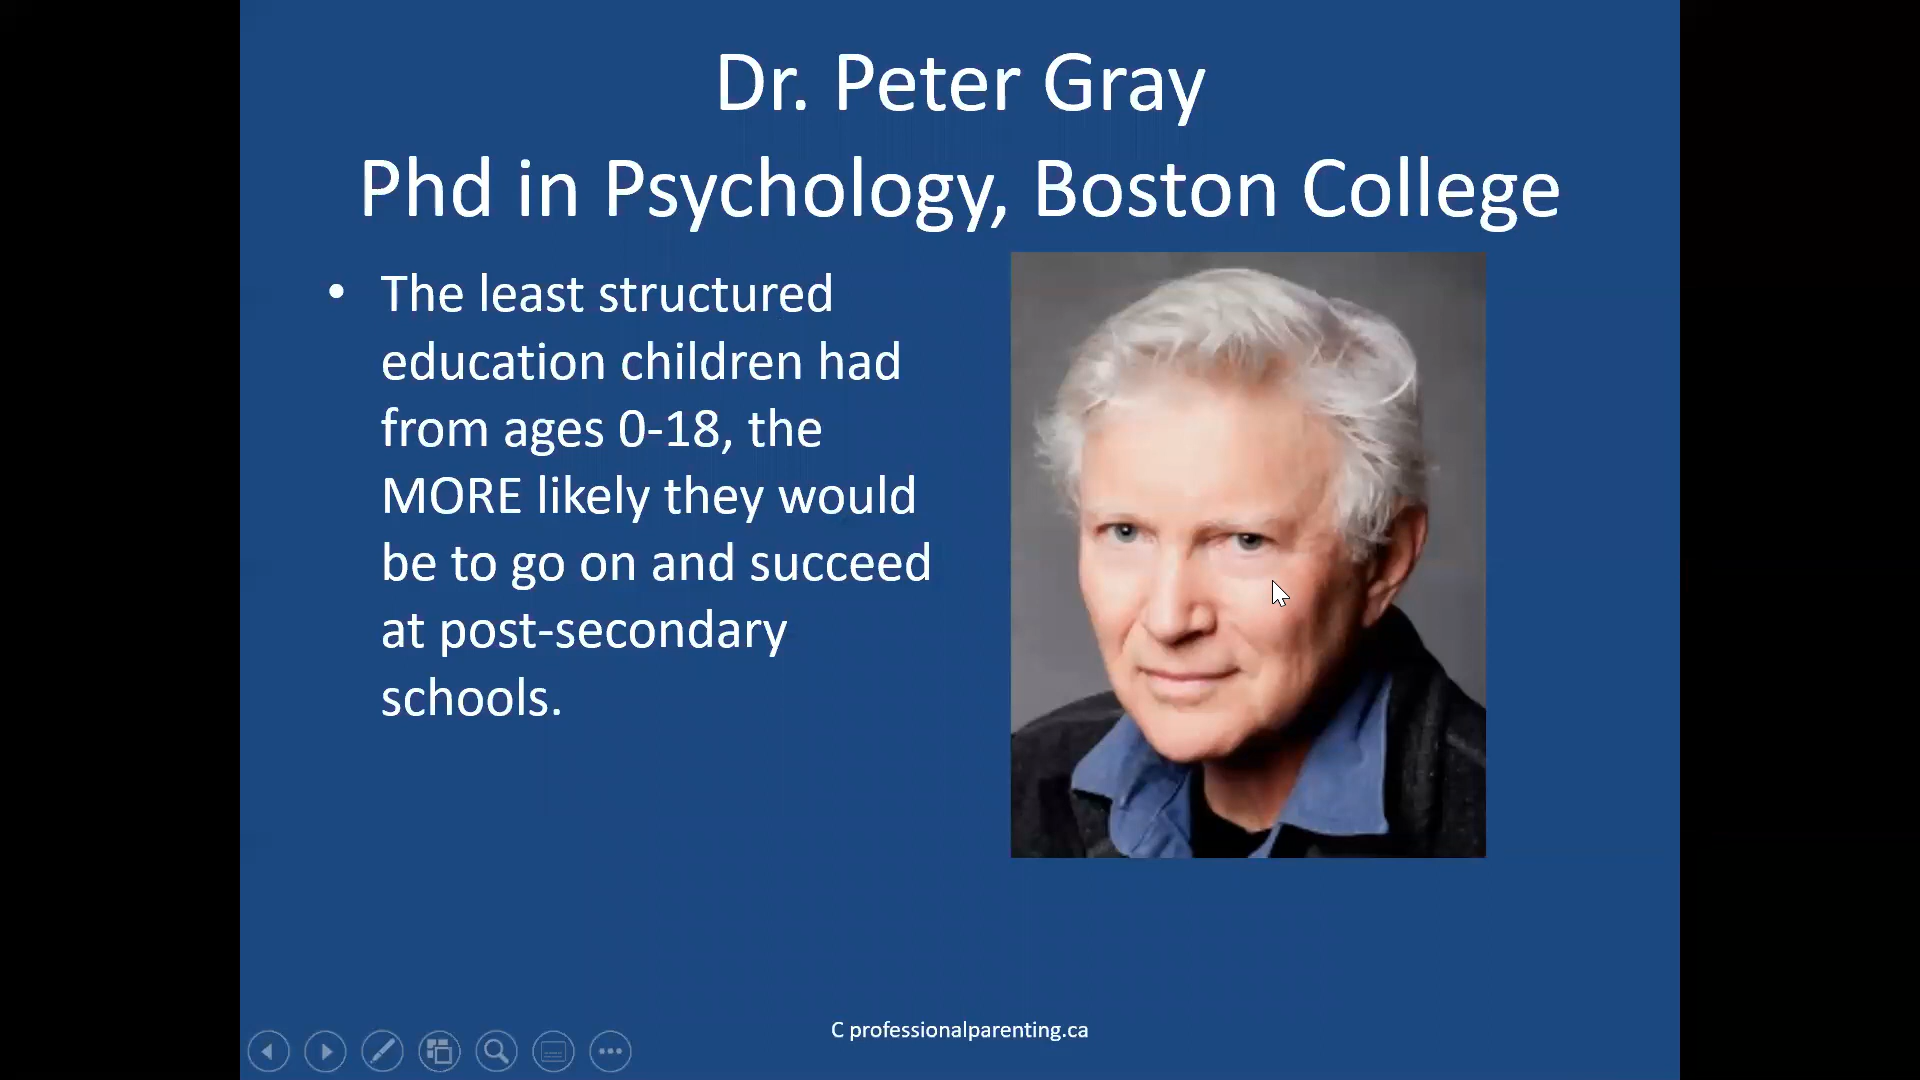 Dr. Peter Gray
Phd in Psychology, Boston College
• The least structured
education children had
from ages 0-18, the
MORE likely they would
be to go on and succeed
at post-secondary
schools.
C professionalparenting.ca